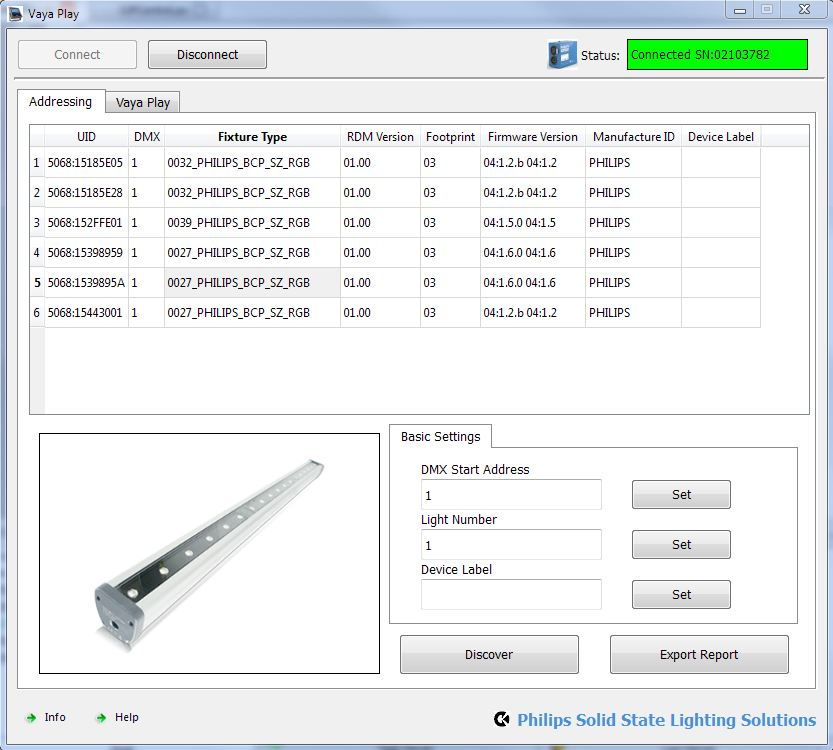 Vaya Play
Connect Disconnect Status: Connected SN:02103782
Addressing Vaya Play
UID DMX Fixture Type RDM Version Footprint Firmware Version Manufacture ID Device Label
1 5068:15185E05 1 0032_PHILIPS_BCP_SZ_RGB 01.00 03 04:1.2.b 04:1.2 PHILIPS
2 5068:15185E28 1 0032_PHILIPS_BCP_SZ_RGB 01.00 03 04:1.2.b 04:1.2 PHILIPS
3 5068:152FFE01 1 0039_PHILIPS_BCP_SZ_RGB 01.00 03 04:1.5.0 04:1.5 PHILIPS
4 5068:15398959 1 0027_PHILIPS_BCP_SZ_RGB 01.00 03 04:1.6.0 04:1.6 PHILIPS
5 5068:1539895A 1 0027_PHILIPS_BCP_SZ_RGB 01.00 03 04:1.6.0 04:1.6 PHILIPS
6 5068:15443001 1 0027_PHILIPS_BCP_SZ_RGB 01.00 03 04:1.2.b 04:1.2 PHILIPS
Basic Settings
DMX Start Address
1 Set
Light Number
1 Set
Device Label
Set
Discover Export Report
Info Help Philips Solid State Lighting Solutions